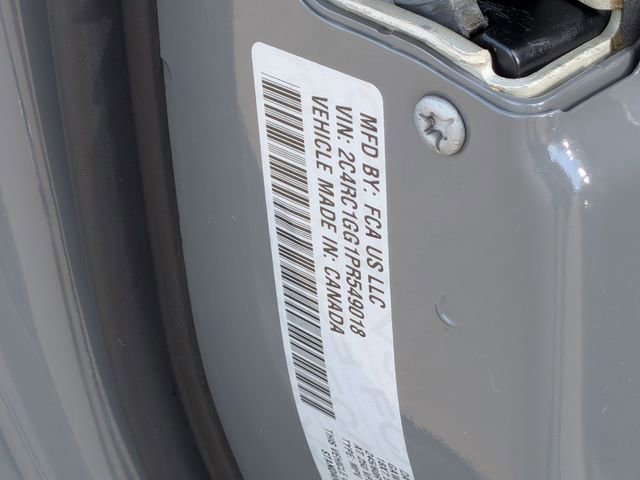 MFD BY: FCA US LLC
VIN: 2C4RC1GG1PR549018
VEHICLE MADE IN: CANADA